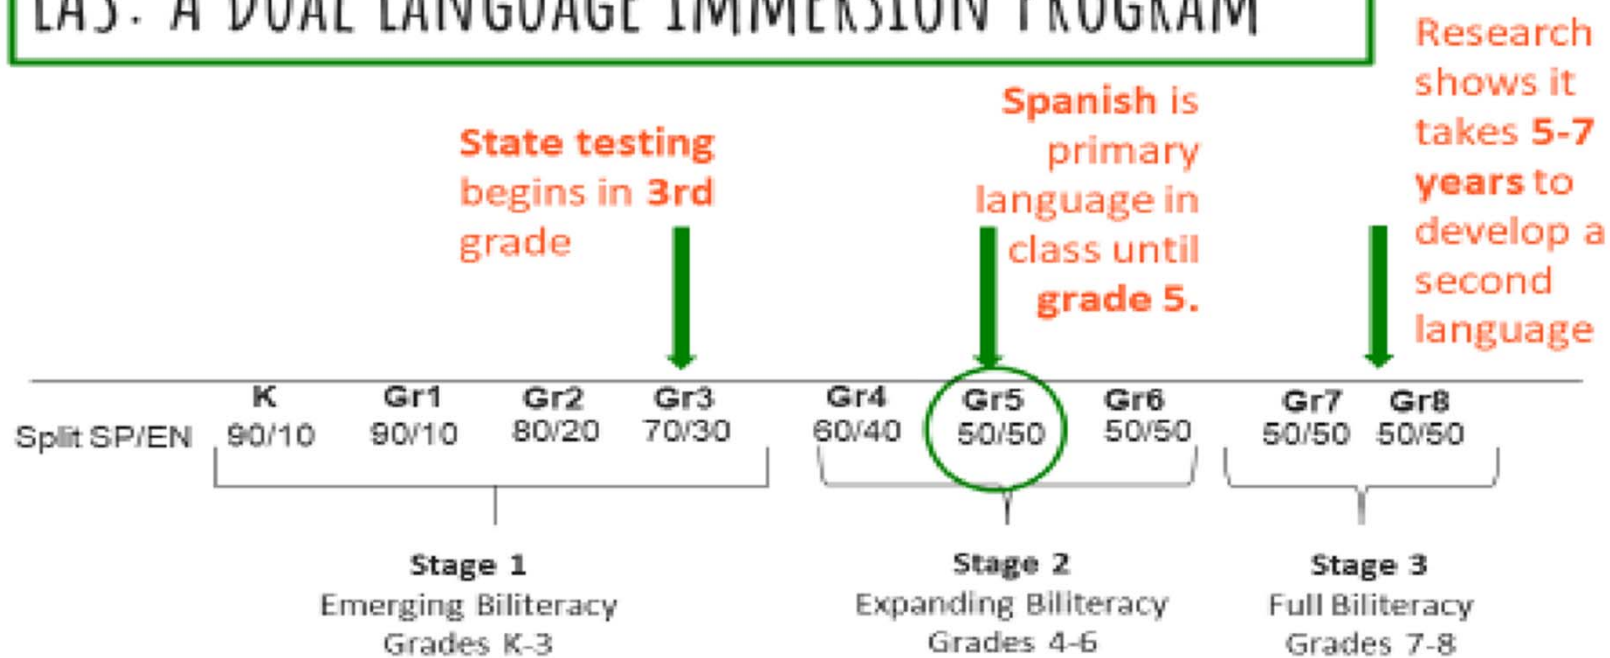 LAS: A DUAL LANGUAGE IMMERSION PROGRAM
State testing
begins in 3rd
grade
Spanish is
primary
language in
class until
grade 5.
Research
shows it
takes 5-7
years to
develop a
second
language
K Gr1 Gr2 Gr3 Gr4 Gr5 Gr6 Gr7 Gr8
Split SP/EN 90/10 90/10 80/20 70/30 60/40 50/50 50/50 50/50 50/50
Stage 1
Emerging Biliteracy
Grades K-3
Stage 2
Expanding Biliteracy
Grades 4-6
Stage 3
Full Biliteracy
Grades 7-8